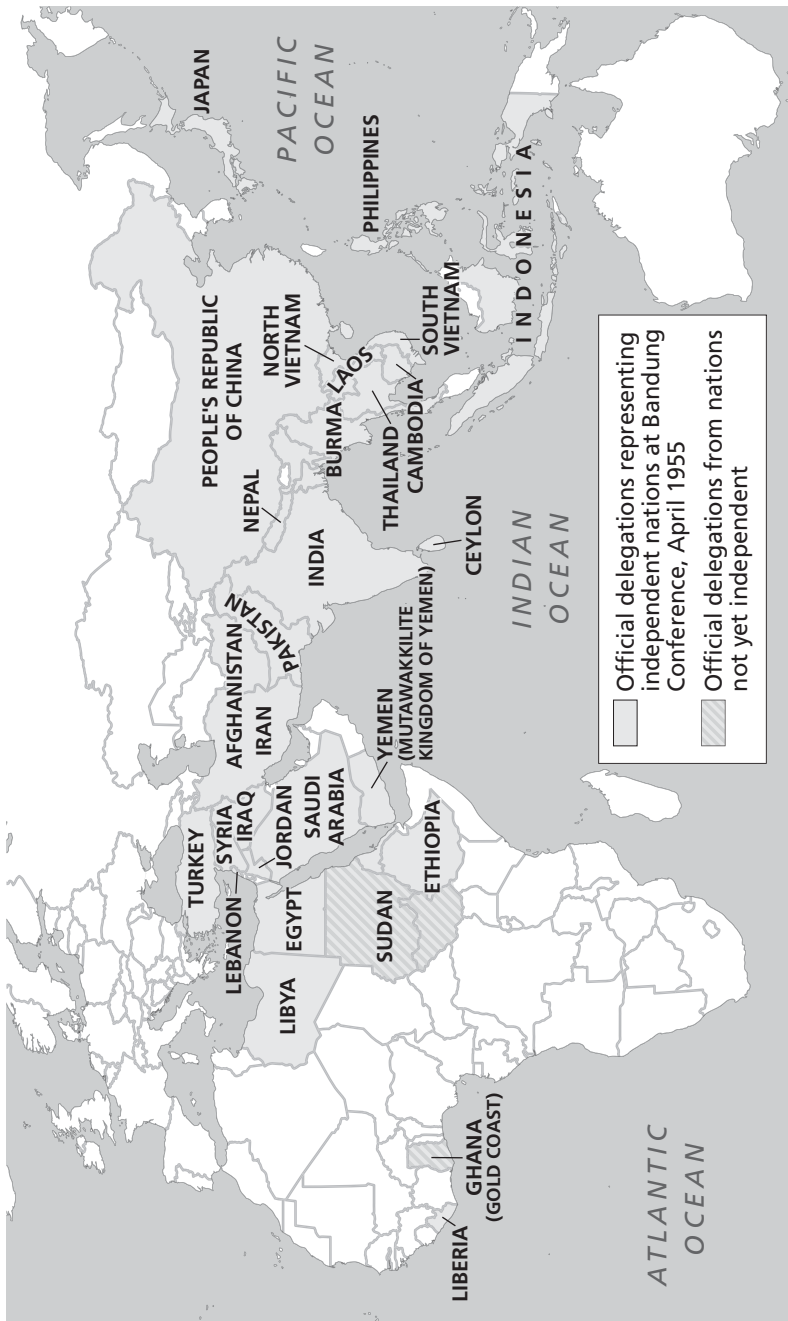 JAPAN
PACIFIC
OCEAN
PHILIPPINES
PEOPLE'S REPUBLIC
OF CHINA
NORTH
VIETNAM
LAOS
SOUTH
VIETNAM
INDONESIA
BURMA
THAILAND
CAMBODIA
NEPAL
INDIA
CEYLON
INDIAN
OCEAN
PAKISTAN
AFGHANISTAN
IRAN
TURKEY
SYRIA
IRAQ
LEBANON
JORDAN
SAUDI
ARABIA
YEMEN
(MUTAWAKKILITE
KINGDOM OF YEMEN)
EGYPT
LIBYA
SUDAN
ETHIOPIA
GHANA
(GOLD COAST)
LIBERIA
ATLANTIC
OCEAN
Official delegations representing
independent nations at Bandung
Conference, April 1955
Official delegations from nations
not yet independent